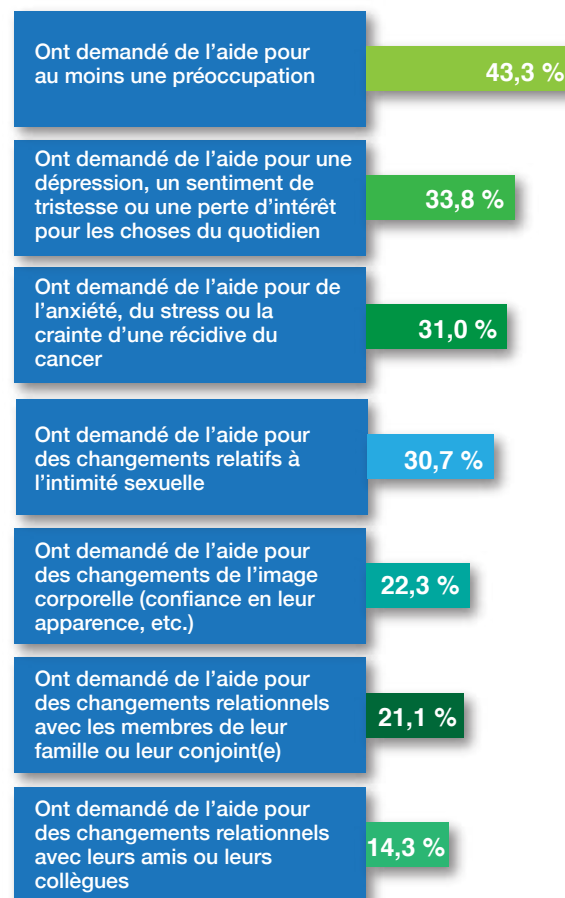 Ont demandé de l’aide pour
au moins une préoccupation
43,3 %
Ont demandé de l’aide pour une
dépression, un sentiment de
tristesse ou une perte d’intérêt
pour les choses du quotidien
33,8 %
Ont demandé de l’aide pour de
l’anxiété, du stress ou la
crainte d’une récidive du
cancer
31,0 %
Ont demandé de l’aide pour
des changements relatifs à
l’intimité sexuelle
30,7 %
Ont demandé de l’aide pour
des changements de l’image
corporelle (confiance en leur
apparence, etc.)
22,3 %
Ont demandé de l’aide pour
des changements relationnels
avec les membres de leur
famille ou leur conjoint(e)
21,1 %
Ont demandé de l’aide pour
des changements relationnels
avec leurs amis ou leurs
collègues
14,3 %